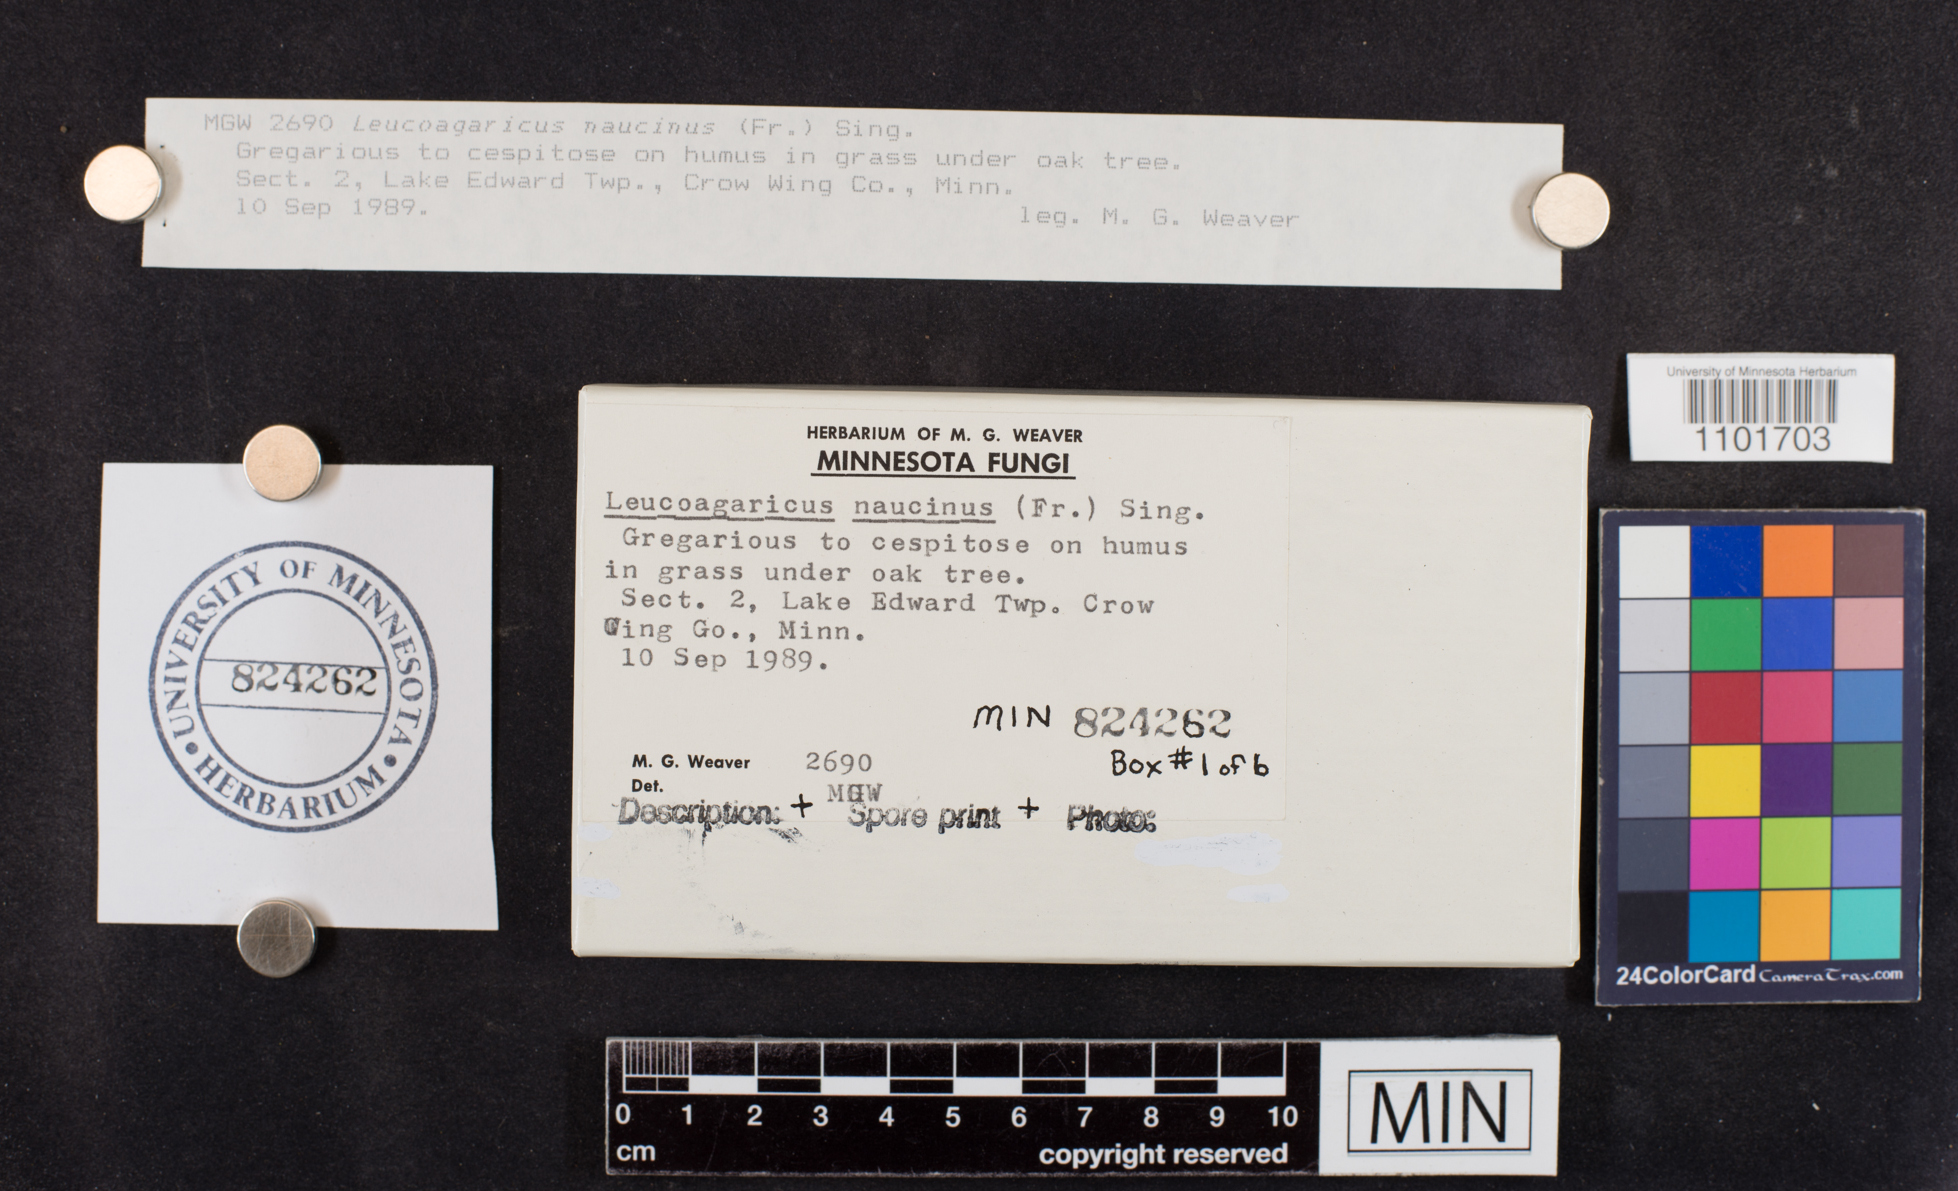 MGW 2690 Leucoagaricus naucinus (Fr.) Sing.
Gregarious to cespitose on humus in grass under oak tree.
Sect. 2, Lake Edward Twp., Crow Wing Co., Minn.
10 Sep 1989.
leg. M. G. Weaver
University of Minnesota Herbarium
1101703
HERBARIUM OF M. G. WEAVER
MINNESOTA FUNGI
Leucoagaricus naucinus (Fr.) Sing.
Gregarious to cespitose on humus
in grass under oak tree.
Sect. 2, Lake Edward Twp. Crow
Wing Go., Minn.
10 Sep 1989.
MIN 824262
Box #1 of 6
M. G. Weaver 2690
Det. MGW
Description: + Spore print + Photo:
UNIVERSITY OF MINNESOTA
824262
• HERBARIUM •
24ColorCard CameraTrax.com
0 1 2 3 4 5 6 7 8 9 10
cm
copyright reserved
MIN